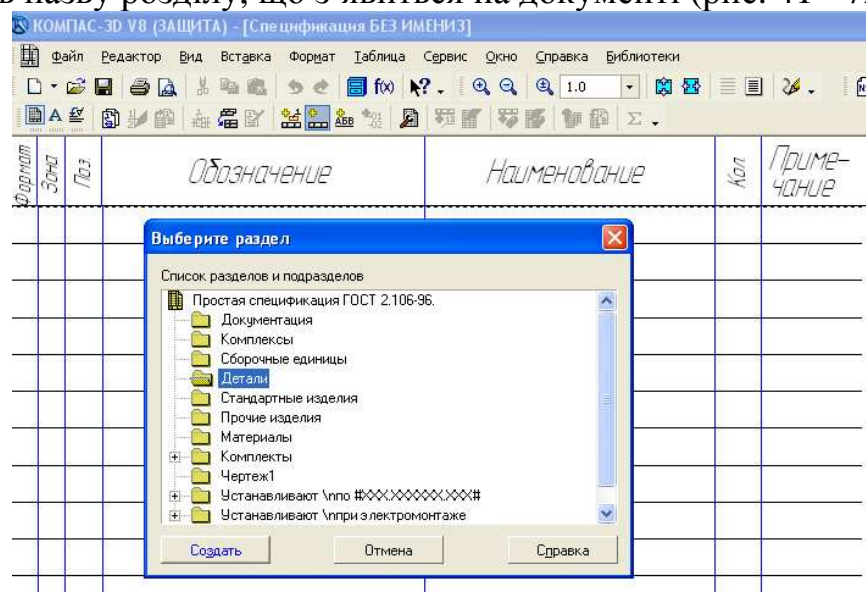 назву розділу, що з'явиться на документі (рис. 41
КОМПАС-3D V8 (ЗАЩИТА) - [Спецификация БЕЗ ИМЕНИ3]
Файл Редактор Вид Вставка Формат Таблица Сервис Окно Справка Библиотеки
f(x) 1.0
А АБВ Σ
Формат Зона Поз. Обозначение Наименование Кол Приме-
чание
Выберите раздел
Список разделов и подразделов
Простая спецификация ГОСТ 2.106-96.
Документация
Комплексы
Сборочные единицы
Детали
Стандартные изделия
Прочие изделия
Материалы
Комплекты
Чертеж1
Устанавливают \nпо #XXX.XXXXXX.XXX#
Устанавливают \nпри электромонтаже
Создать Отмена Справка